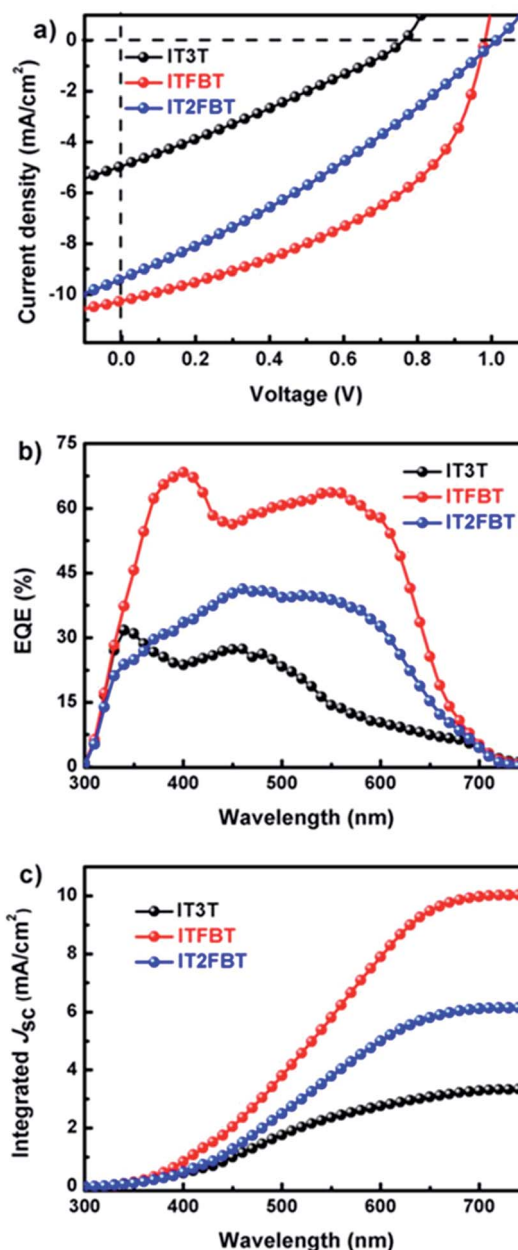 a)
IT3T
ITFBT
IT2FBT
Current density (mA/cm²)
0
-2
-4
-6
-8
-10
0.0 0.2 0.4 0.6 0.8 1.0
Voltage (V)
b)
IT3T
ITFBT
IT2FBT
EQE (%)
75
60
45
30
15
0
300 400 500 600 700
Wavelength (nm)
c)
IT3T
ITFBT
IT2FBT
Integrated JSC (mA/cm²)
10
8
6
4
2
0
300 400 500 600 700
Wavelength (nm)